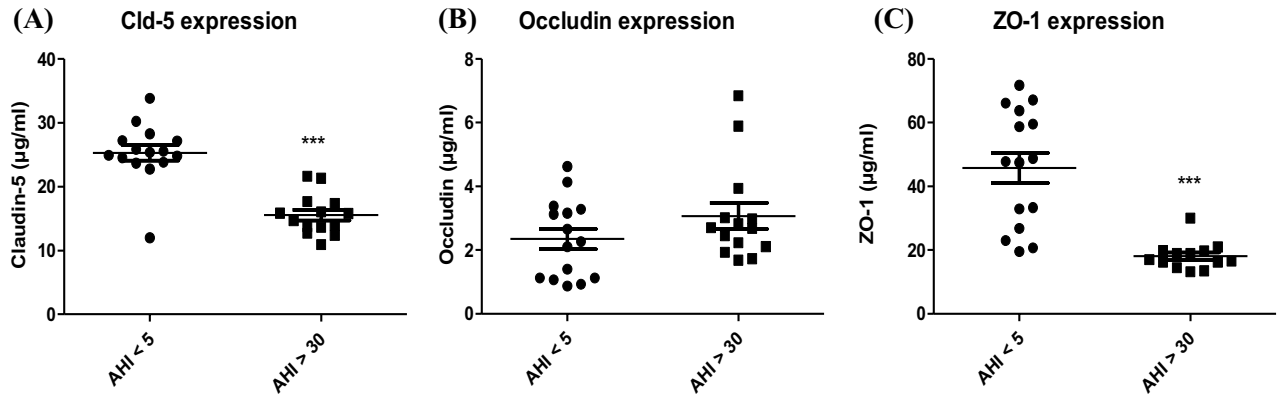 (A) Cld-5 expression
Claudin-5 (µg/ml)
40
30
20
10
0
***
AHI < 5
AHI > 30
(B) Occludin expression
Occludin (µg/ml)
8
6
4
2
0
AHI < 5
AHI > 30
(C) ZO-1 expression
ZO-1 (µg/ml)
80
60
40
20
0
***
AHI < 5
AHI > 30